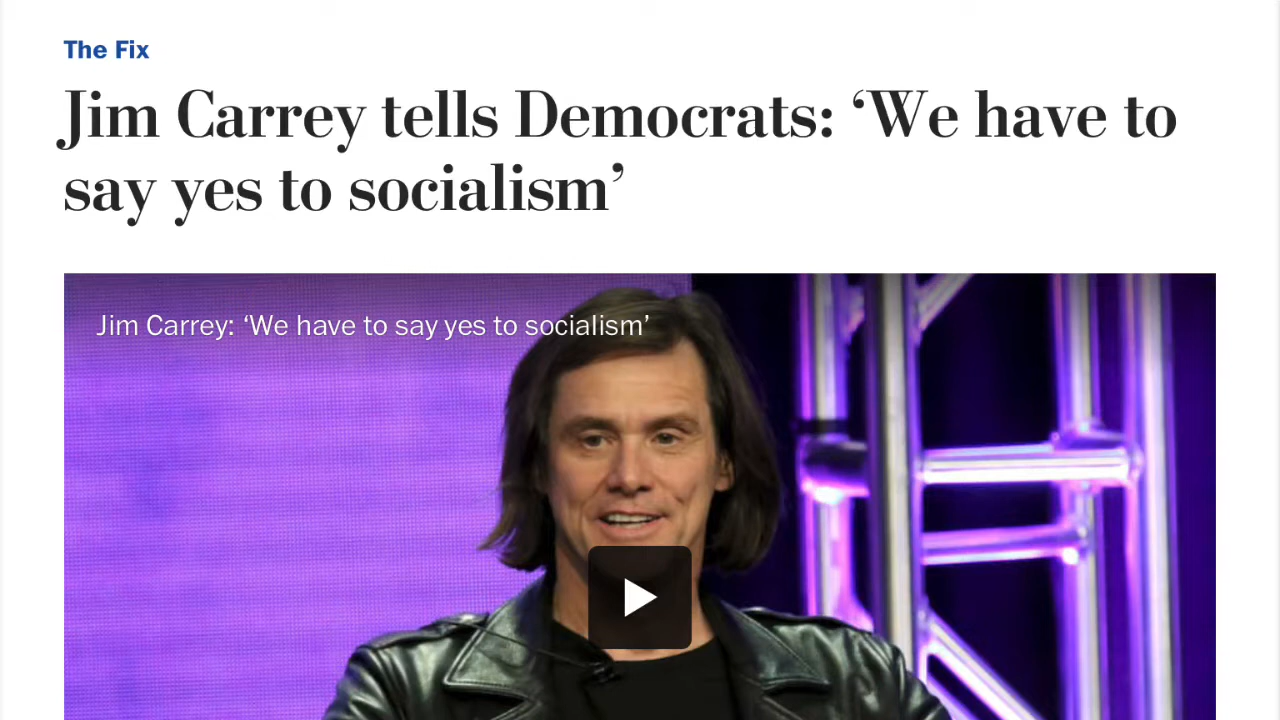 The Fix
Jim Carrey tells Democrats: ‘We have to
say yes to socialism’
Jim Carrey: ‘We have to say yes to socialism’